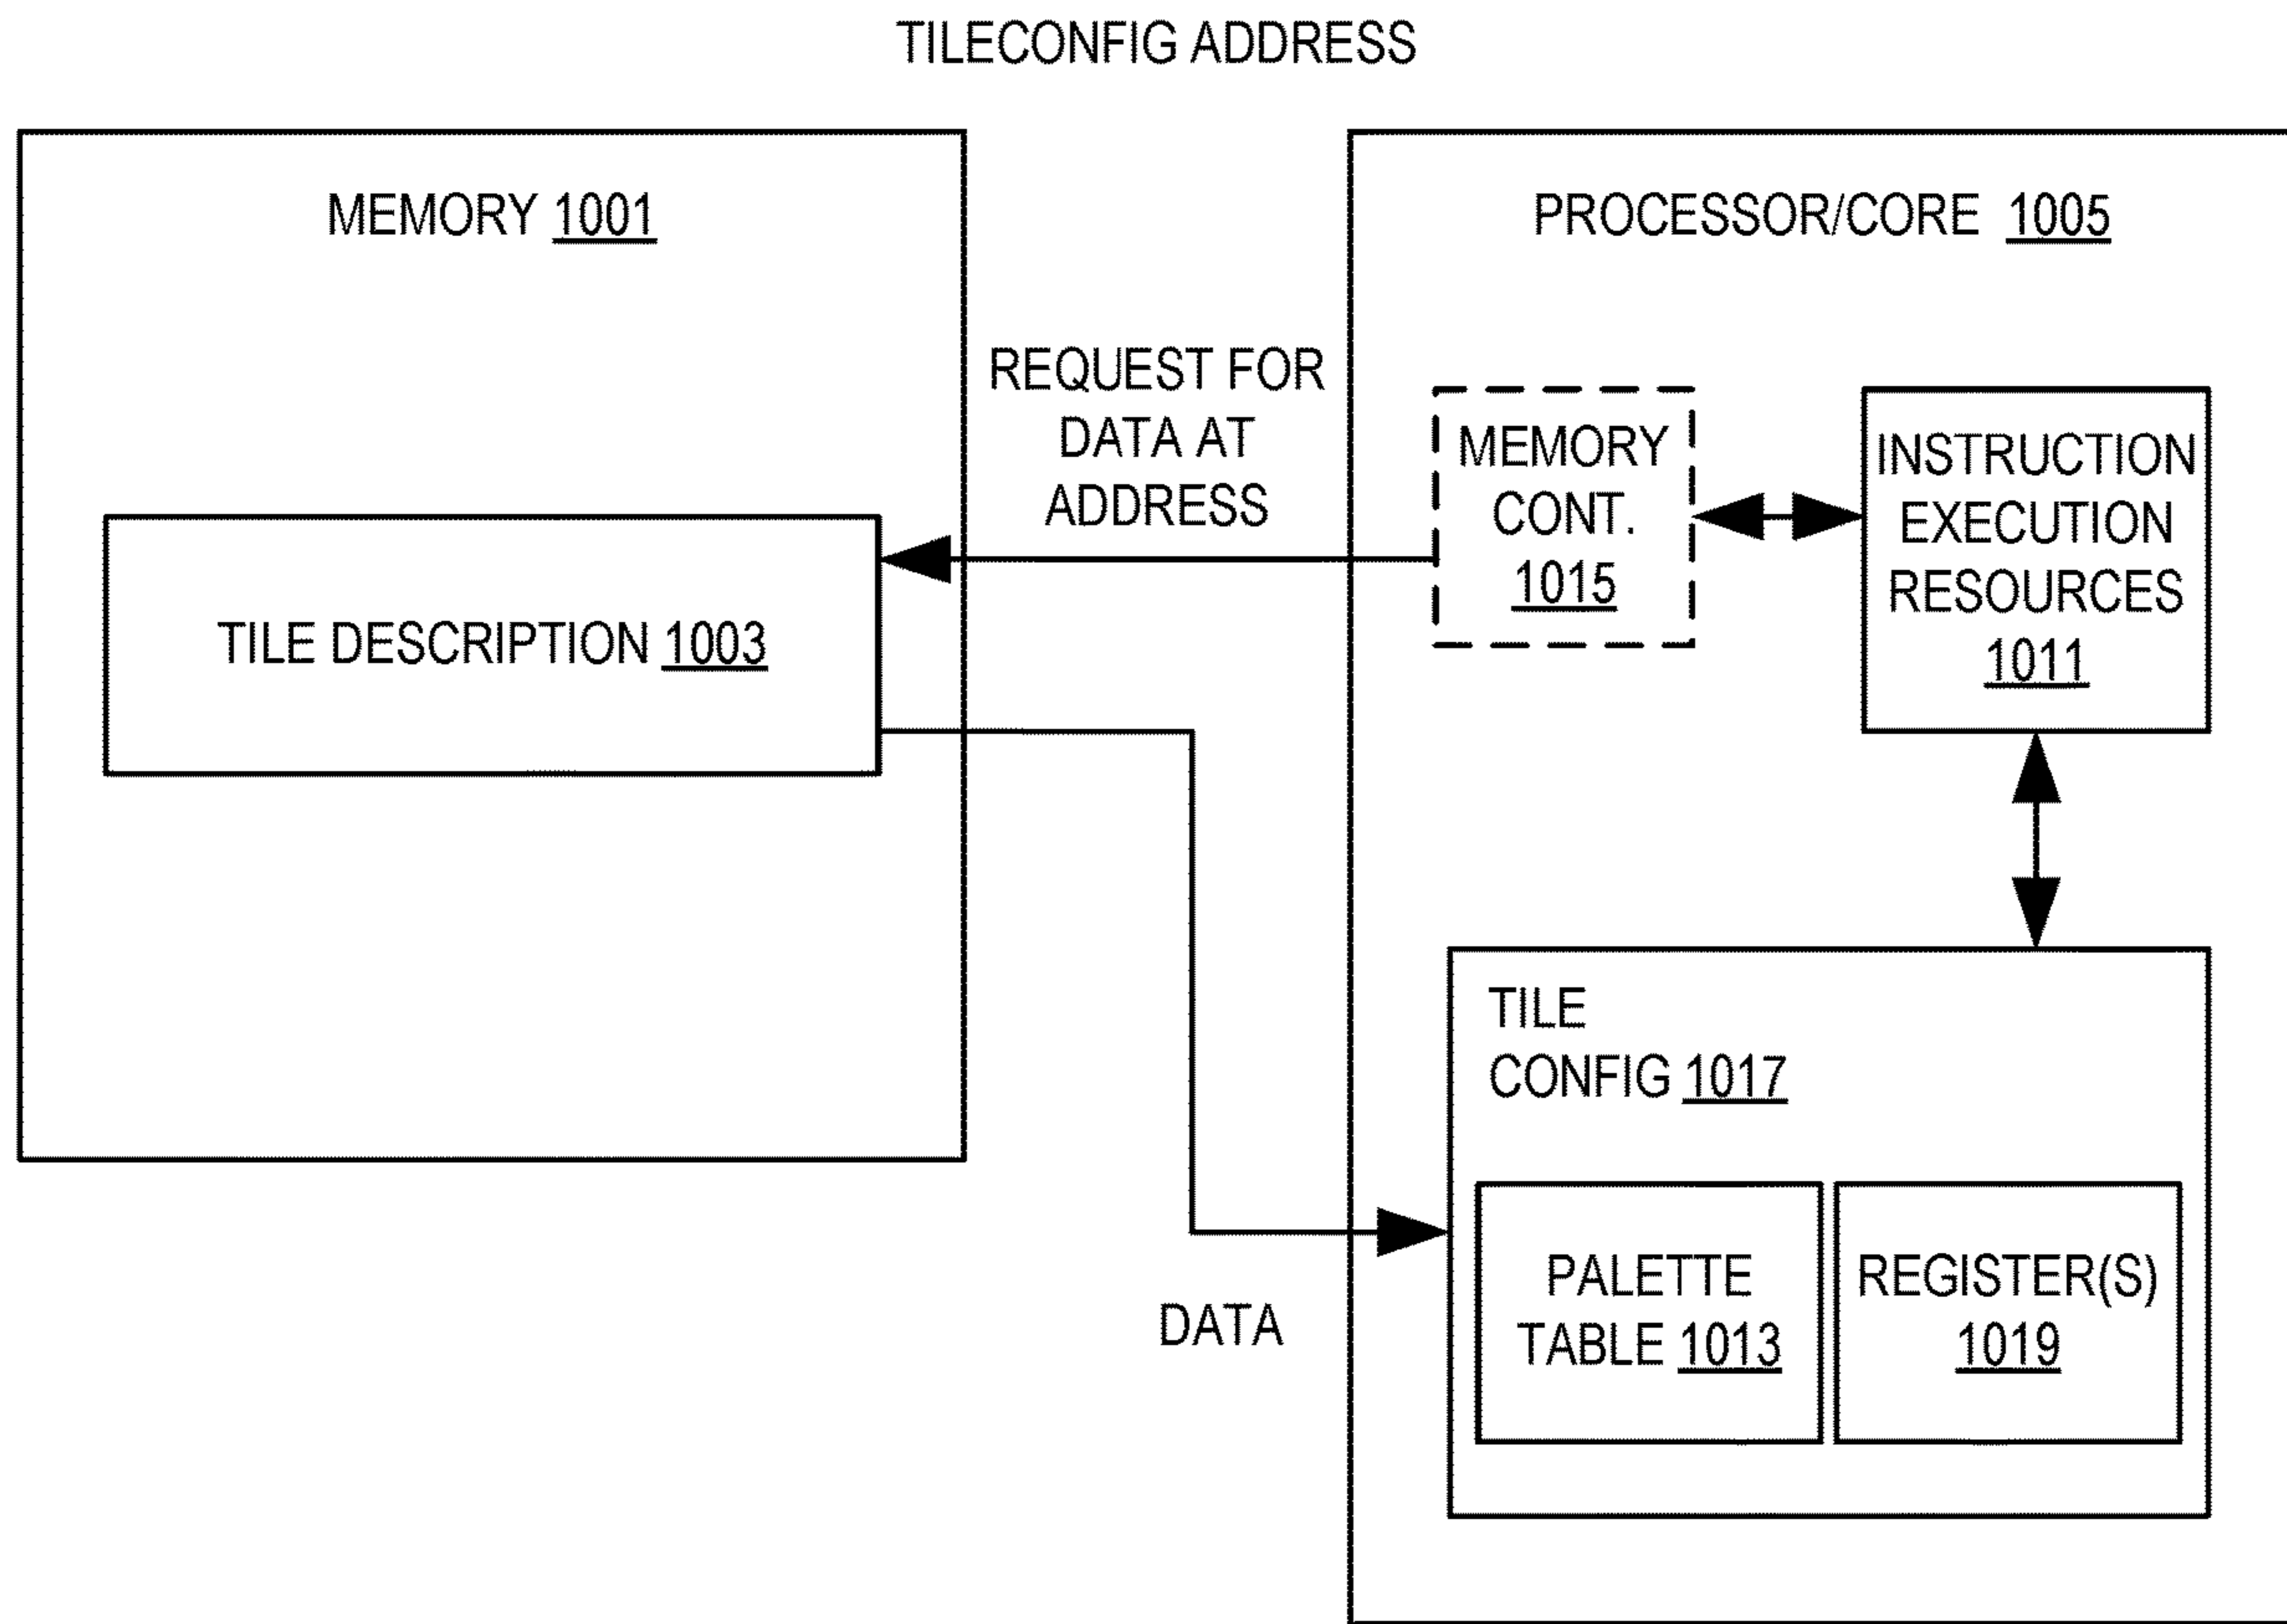 TILECONFIG ADDRESS
MEMORY 1001
PROCESSOR/CORE 1005
REQUEST FOR
DATA AT
ADDRESS
MEMORY
CONT.
1015
INSTRUCTION
EXECUTION
RESOURCES
1011
TILE DESCRIPTION 1003
TILE
CONFIG 1017
PALETTE
TABLE 1013
REGISTER(S)
1019
DATA